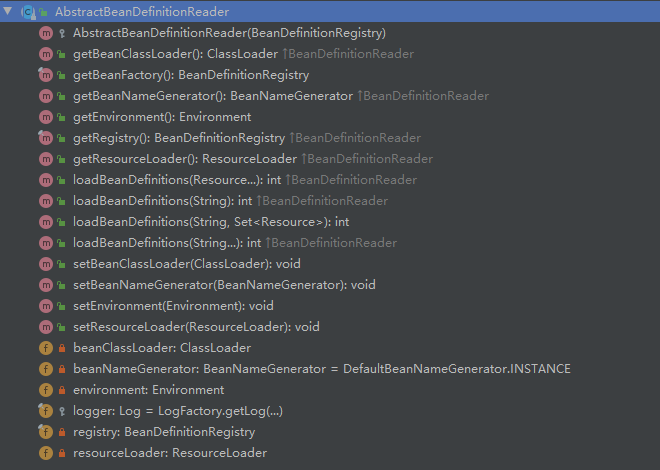 AbstractBeanDefinitionReader
AbstractBeanDefinitionReader(BeanDefinitionRegistry)
getBeanClassLoader(): ClassLoader ↑BeanDefinitionReader
getBeanFactory(): BeanDefinitionRegistry
getBeanNameGenerator(): BeanNameGenerator ↑BeanDefinitionReader
getEnvironment(): Environment
getRegistry(): BeanDefinitionRegistry ↑BeanDefinitionReader
getResourceLoader(): ResourceLoader ↑BeanDefinitionReader
loadBeanDefinitions(Resource...): int ↑BeanDefinitionReader
loadBeanDefinitions(String): int ↑BeanDefinitionReader
loadBeanDefinitions(String, Set<Resource>): int
loadBeanDefinitions(String...): int ↑BeanDefinitionReader
setBeanClassLoader(ClassLoader): void
setBeanNameGenerator(BeanNameGenerator): void
setEnvironment(Environment): void
setResourceLoader(ResourceLoader): void
beanClassLoader: ClassLoader
beanNameGenerator: BeanNameGenerator = DefaultBeanNameGenerator.INSTANCE
environment: Environment
logger: Log = LogFactory.getLog(...)
registry: BeanDefinitionRegistry
resourceLoader: ResourceLoader